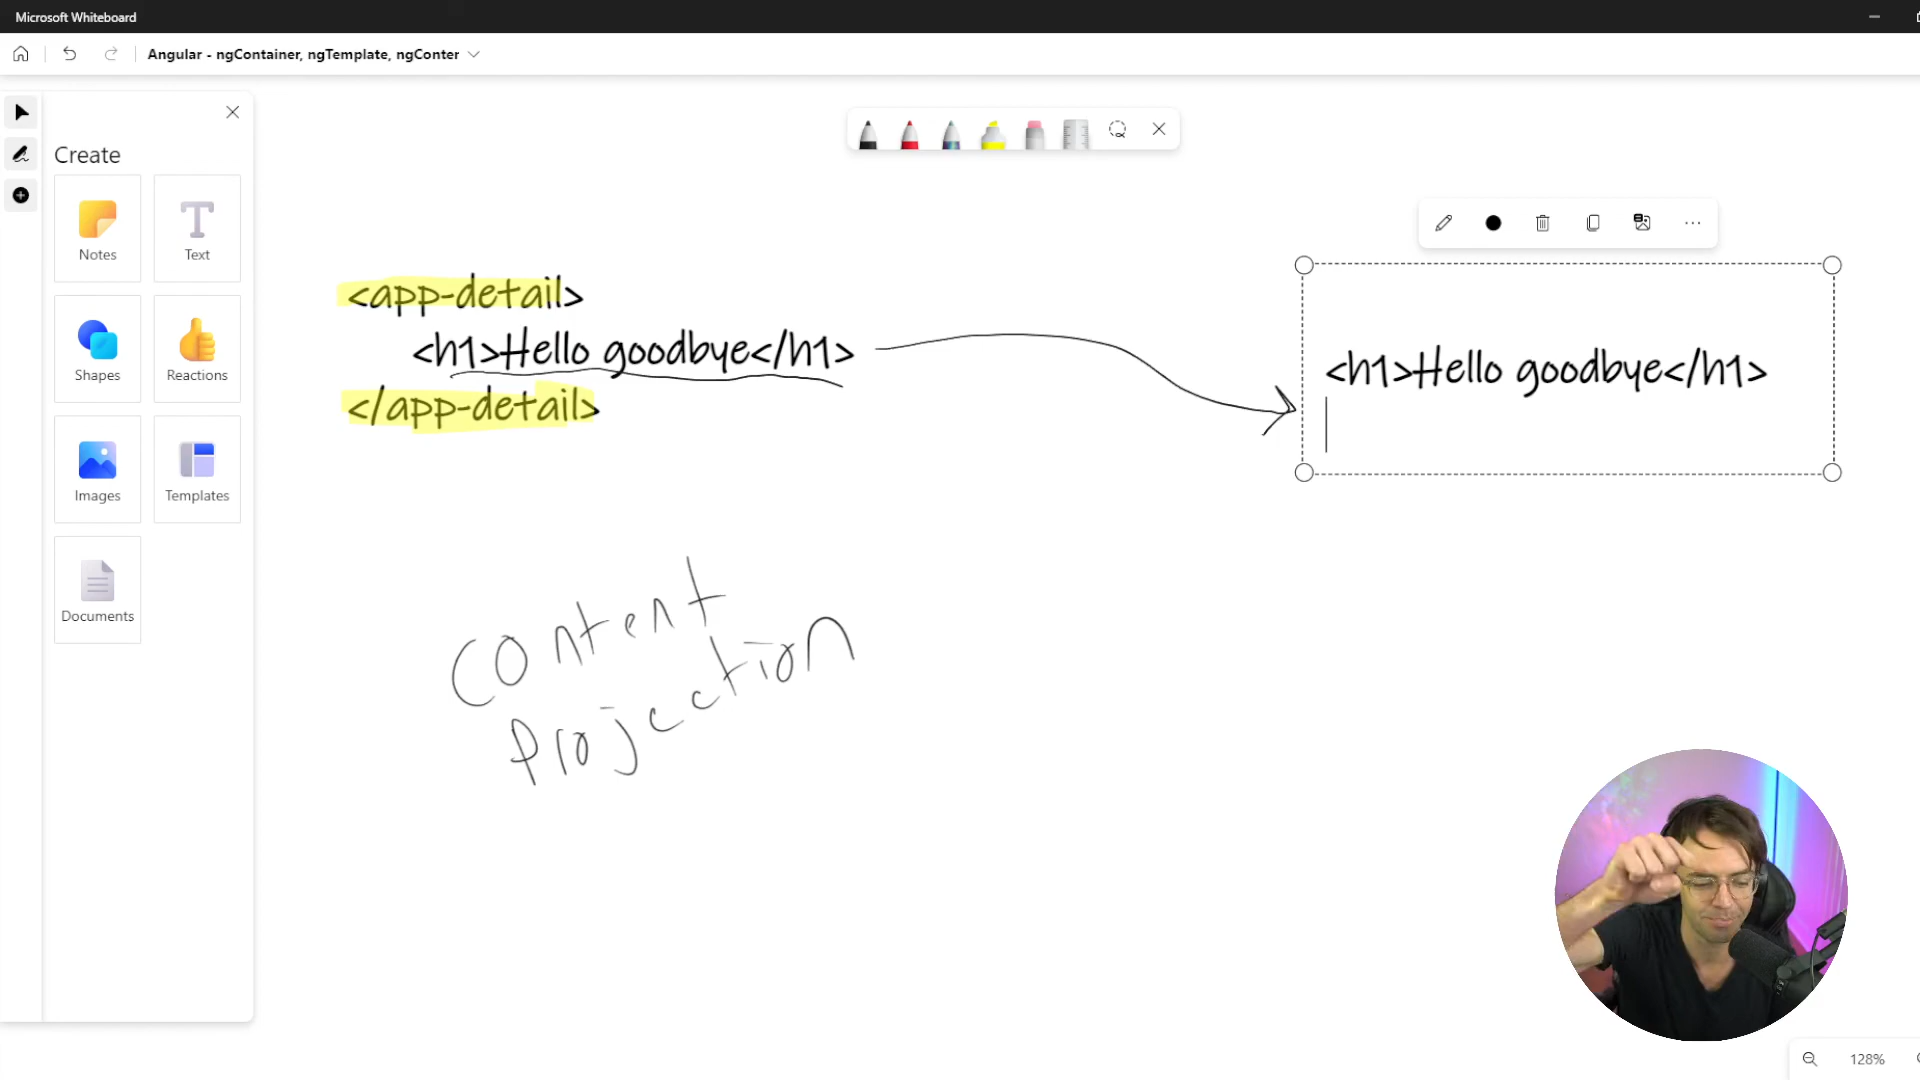 Microsoft Whiteboard
Angular - ngContainer, ngTemplate, ngConter
Create
Notes
Text
Shapes
Reactions
Images
Templates
Documents
<app-detail>
<h1>Hello goodbye</h1>
</app-detail>
<h1>Hello goodbye</h1>
content
projection
128%